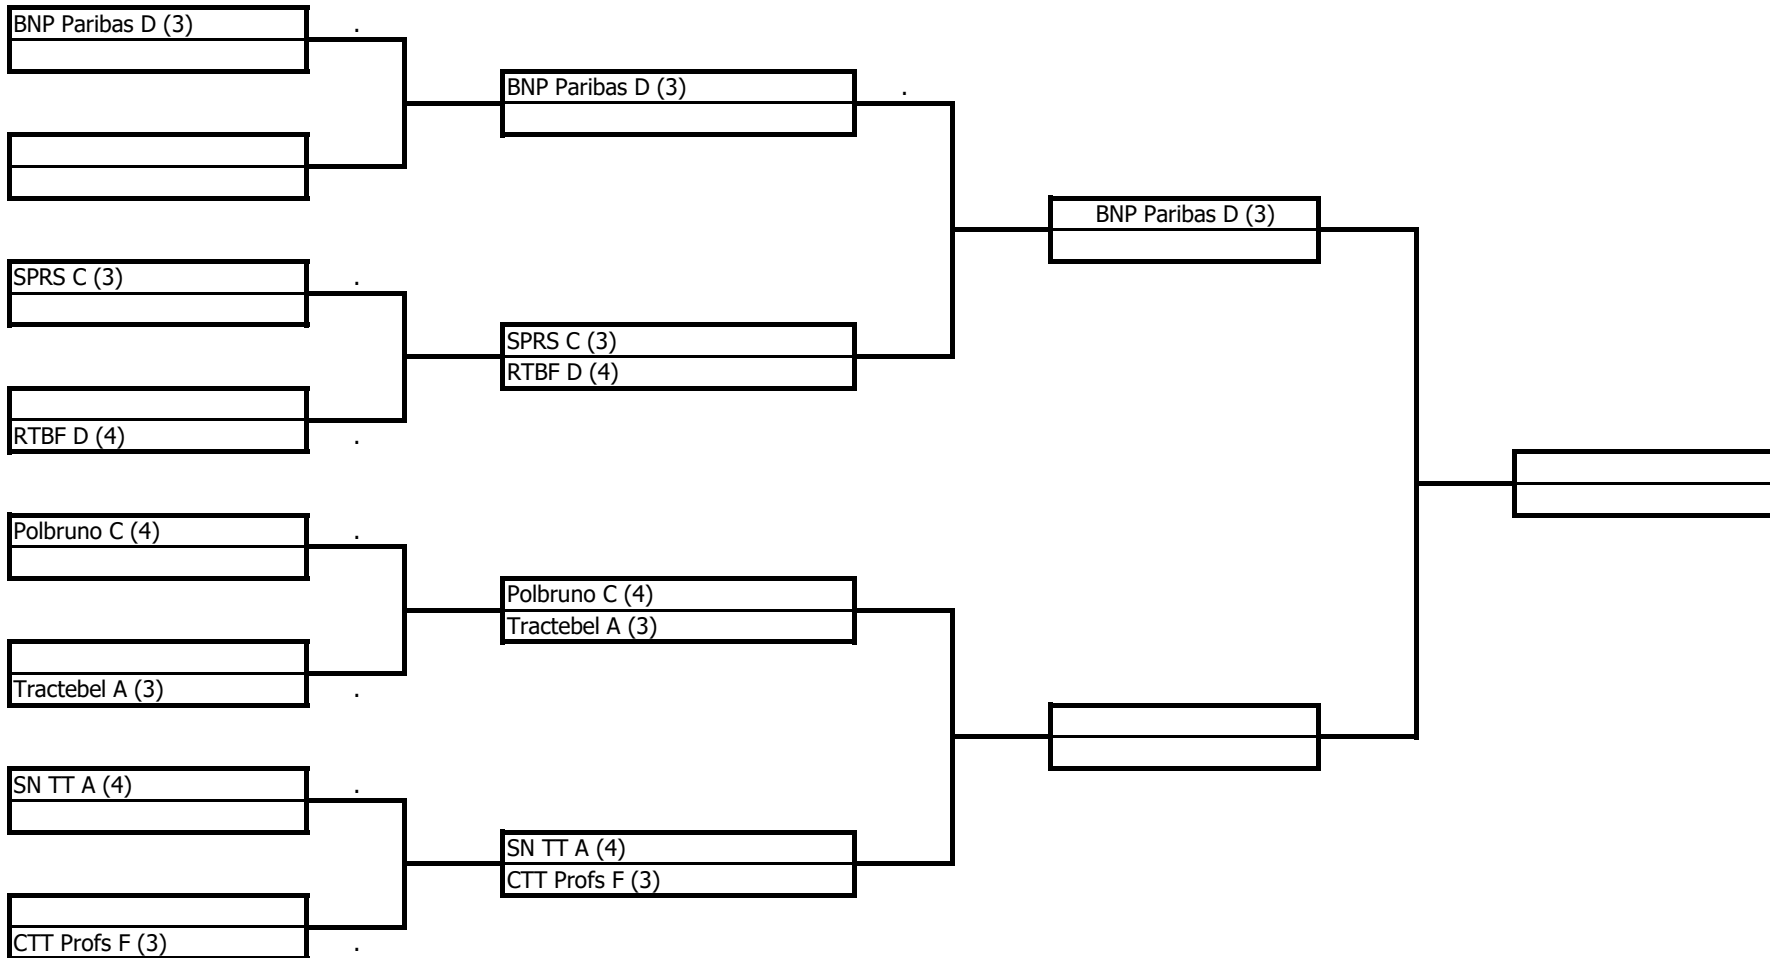 BNP Paribas D (3)
.
BNP Paribas D (3)
.
BNP Paribas D (3)
SPRS C (3)
.
SPRS C (3)
RTBF D (4)
RTBF D (4)
.
Polbruno C (4)
.
Polbruno C (4)
Tractebel A (3)
Tractebel A (3)
.
SN TT A (4)
.
SN TT A (4)
CTT Profs F (3)
CTT Profs F (3)
.